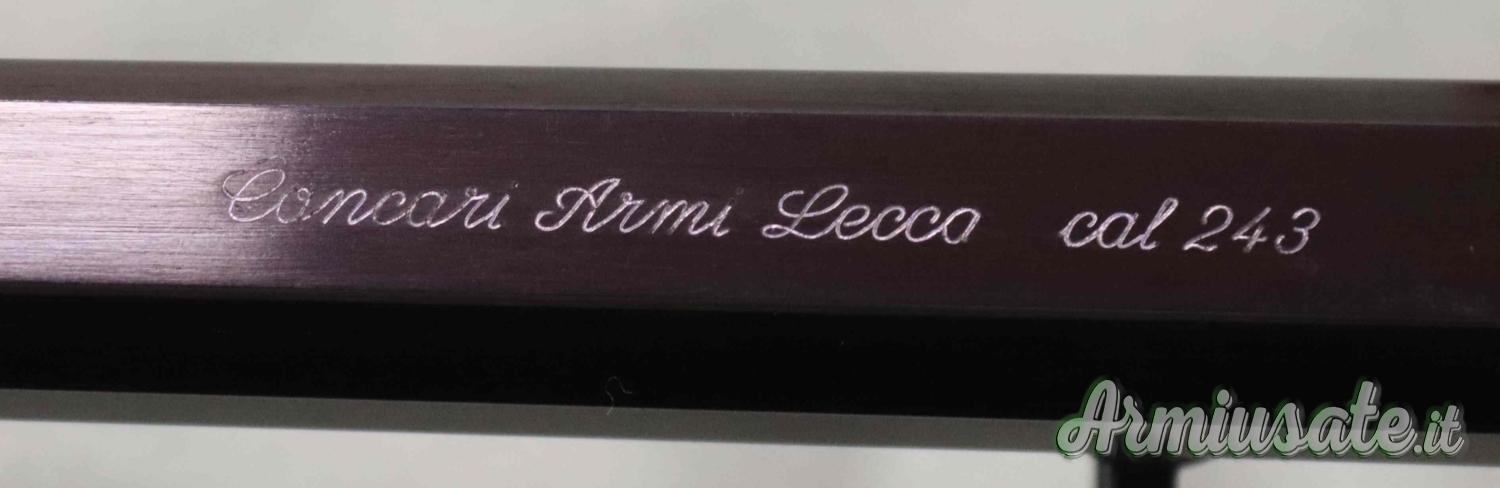 Concari Armi Lecco cal 243
Armiusate.it